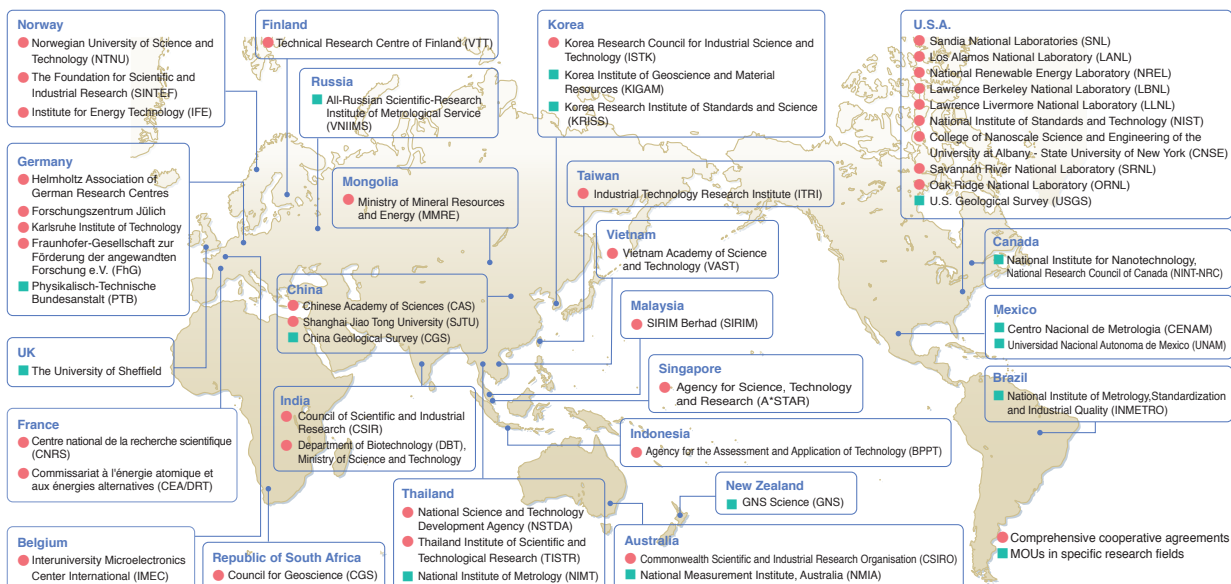 Norway
Norwegian University of Science and
Technology (NTNU)
The Foundation for Scientific and
Industrial Research (SINTEF)
Institute for Energy Technology (IFE)
Finland
Technical Research Centre of Finland (VTT)
Russia
All-Russian Scientific-Research
Institute of Metrological Service
(VNIIMS)
Korea
Korea Research Council for Industrial Science and
Technology (ISTK)
Korea Institute of Geoscience and Material
Resources (KIGAM)
Korea Research Institute of Standards and Science
(KRISS)
U.S.A.
Sandia National Laboratories (SNL)
Los Alamos National Laboratory (LANL)
National Renewable Energy Laboratory (NREL)
Lawrence Berkeley National Laboratory (LBNL)
Lawrence Livermore National Laboratory (LLNL)
National Institute of Standards and Technology (NIST)
College of Nanoscale Science and Engineering of the
University at Albany - State University of New York (CNSE)
Savannah River National Laboratory (SRNL)
Oak Ridge National Laboratory (ORNL)
U.S. Geological Survey (USGS)
Germany
Helmholtz Association of
German Research Centres
Forschungszentrum Jülich
Karlsruhe Institute of Technology
Fraunhofer-Gesellschaft zur
Förderung der angewandten
Forschung e.V. (FhG)
Physikalisch-Technische
Bundesanstalt (PTB)
Mongolia
Ministry of Mineral Resources
and Energy (MMRE)
Taiwan
Industrial Technology Research Institute (ITRI)
Vietnam
Vietnam Academy of Science
and Technology (VAST)
Canada
National Institute for Nanotechnology,
National Research Council of Canada (NINT-NRC)
China
Chinese Academy of Sciences (CAS)
Shanghai Jiao Tong University (SJTU)
China Geological Survey (CGS)
Malaysia
SIRIM Berhad (SIRIM)
Mexico
Centro Nacional de Metrologia (CENAM)
Universidad Nacional Autonoma de Mexico (UNAM)
UK
The University of Sheffield
Singapore
Agency for Science, Technology
and Research (A*STAR)
Brazil
National Institute of Metrology,Standardization
and Industrial Quality (INMETRO)
India
Council of Scientific and Industrial
Research (CSIR)
Department of Biotechnology (DBT),
Ministry of Science and Technology
France
Centre national de la recherche scientifique
(CNRS)
Commissariat à l'énergie atomique et
aux énergies alternatives (CEA/DRT)
Indonesia
Agency for the Assessment and Application of Technology (BPPT)
New Zealand
GNS Science (GNS)
Thailand
National Science and Technology
Development Agency (NSTDA)
Thailand Institute of Scientific and
Technological Research (TISTR)
National Institute of Metrology (NIMT)
Belgium
Interuniversity Microelectronics
Center International (IMEC)
Republic of South Africa
Council for Geoscience (CGS)
Australia
Commonwealth Scientific and Industrial Research Organisation (CSIRO)
National Measurement Institute, Australia (NMIA)
Comprehensive cooperative agreements
MOUs in specific research fields